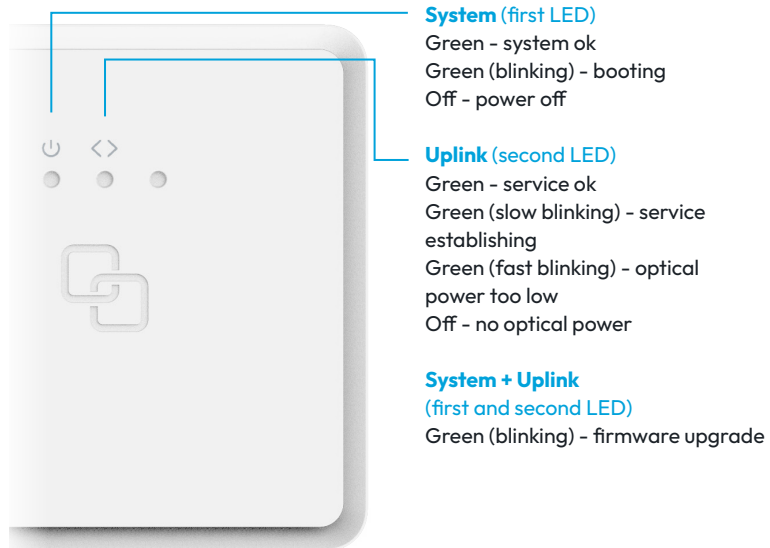 System (first LED)
Green - system ok
Green (blinking) - booting
Off - power off
Uplink (second LED)
Green - service ok
Green (slow blinking) - service
establishing
Green (fast blinking) - optical
power too low
Off - no optical power
System + Uplink
(first and second LED)
Green (blinking) - firmware upgrade